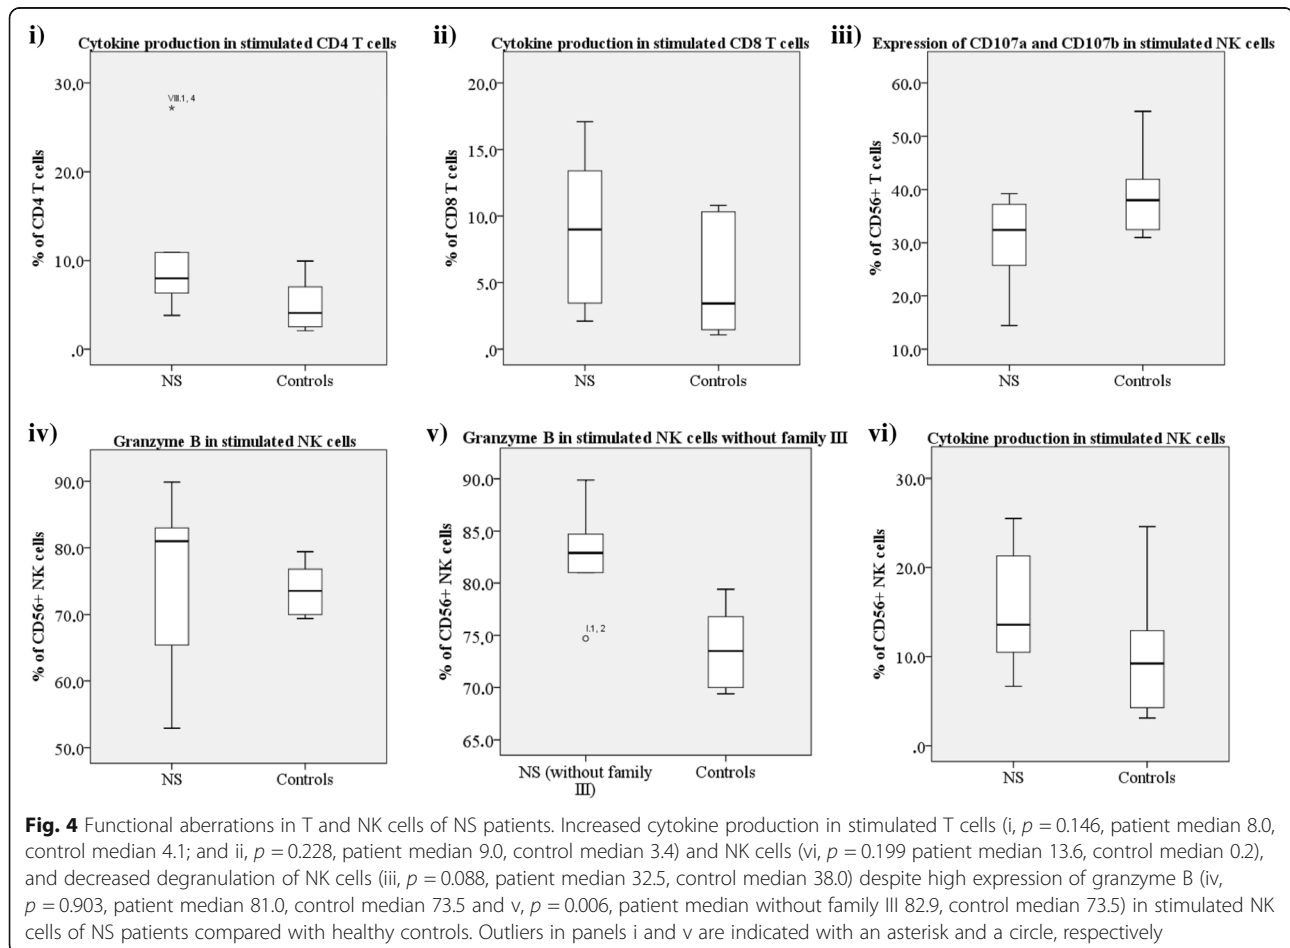 i)
Cytokine production in stimulated CD4 T cells
% of CD4 T cells
30.0
20.0
10.0
.0
VIII.1, 4
*
NS
Controls
ii)
Cytokine production in stimulated CD8 T cells
% of CD8 T cells
20.0
15.0
10.0
5.0
.0
NS
Controls
iii)
Expression of CD107a and CD107b in stimulated NK cells
% of CD56+ T cells
60.0
50.0
40.0
30.0
20.0
10.0
NS
Controls
iv)
Granzyme B in stimulated NK cells
% of CD56+ NK cells
90.0
80.0
70.0
60.0
50.0
NS
Controls
v)
Granzyme B in stimulated NK cells without family III
% of CD56+ NK cells
90.0
85.0
80.0
75.0
70.0
65.0
I.1, 2
NS (without family
III)
Controls
vi)
Cytokine production in stimulated NK cells
% of CD56+ NK cells
30.0
20.0
10.0
.0
NS
Controls
Fig. 4 Functional aberrations in T and NK cells of NS patients. Increased cytokine production in stimulated T cells (i, p = 0.146, patient median 8.0,
control median 4.1; and ii, p = 0.228, patient median 9.0, control median 3.4) and NK cells (vi, p = 0.199 patient median 13.6, control median 0.2),
and decreased degranulation of NK cells (iii, p = 0.088, patient median 32.5, control median 38.0) despite high expression of granzyme B (iv,
p = 0.903, patient median 81.0, control median 73.5 and v, p = 0.006, patient median without family III 82.9, control median 73.5) in stimulated NK
cells of NS patients compared with healthy controls. Outliers in panels i and v are indicated with an asterisk and a circle, respectively